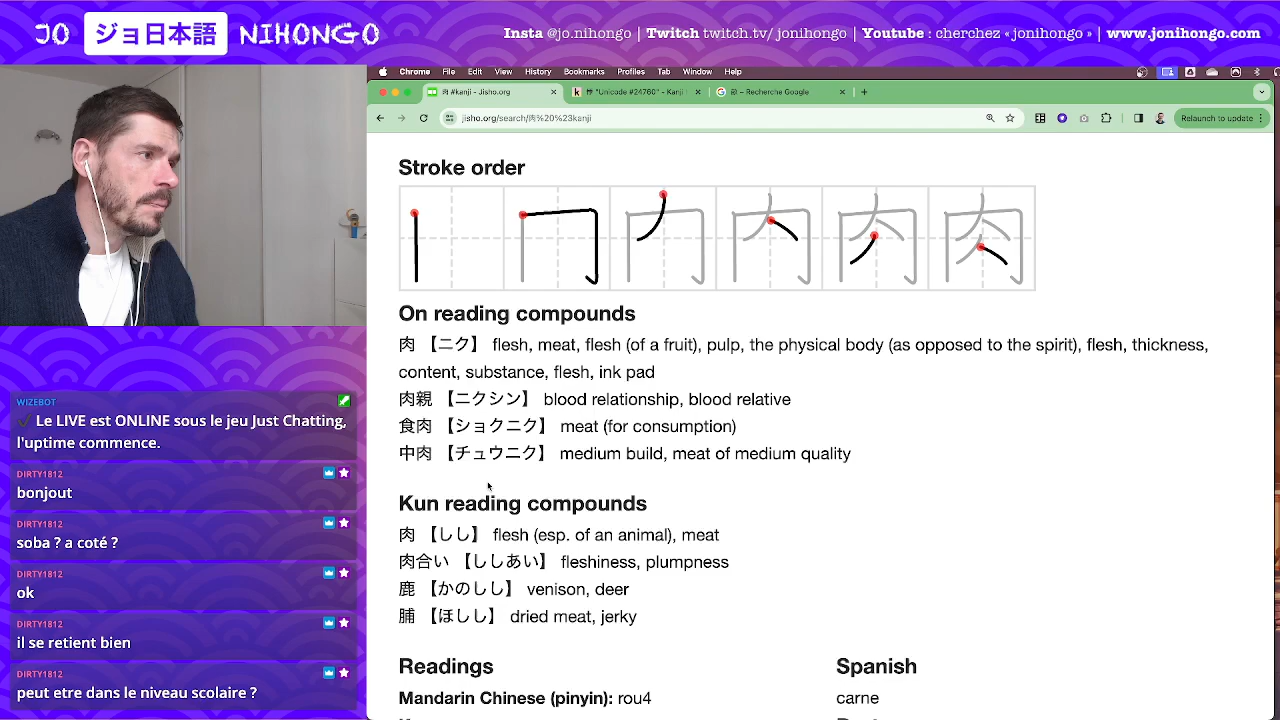 JO ジョ日本語 NIHONGO
Insta @jo.nihongo | Twitch twitch.tv/ jonihongo | Youtube : cherchez « jonihongo » | www.jonihongo.com
Chrome File Edit View History Bookmarks Profiles Tab Window Help
肉 #kanji - Jisho.org
"Unicode #24760" - Kanji
– Recherche Google
jisho.org/search/肉%20%23kanji
Relaunch to update
Stroke order
On reading compounds
肉 【ニク】 flesh, meat, flesh (of a fruit), pulp, the physical body (as opposed to the spirit), flesh, thickness,
content, substance, flesh, ink pad
肉親 【ニクシン】 blood relationship, blood relative
食肉 【ショクニク】 meat (for consumption)
中肉 【チュウニク】 medium build, meat of medium quality
Kun reading compounds
肉 【しし】 flesh (esp. of an animal), meat
肉合い 【ししあい】 fleshiness, plumpness
鹿 【かのしし】 venison, deer
脯 【ほしし】 dried meat, jerky
Readings
Mandarin Chinese (pinyin): rou4
Spanish
carne
WIZEBOT
✓ Le LIVE est ONLINE sous le jeu Just Chatting,
l'uptime commence.
DIRTY1812
bonjout
DIRTY1812
soba ? a coté ?
DIRTY1812
ok
DIRTY1812
il se retient bien
DIRTY1812
peut etre dans le niveau scolaire ?